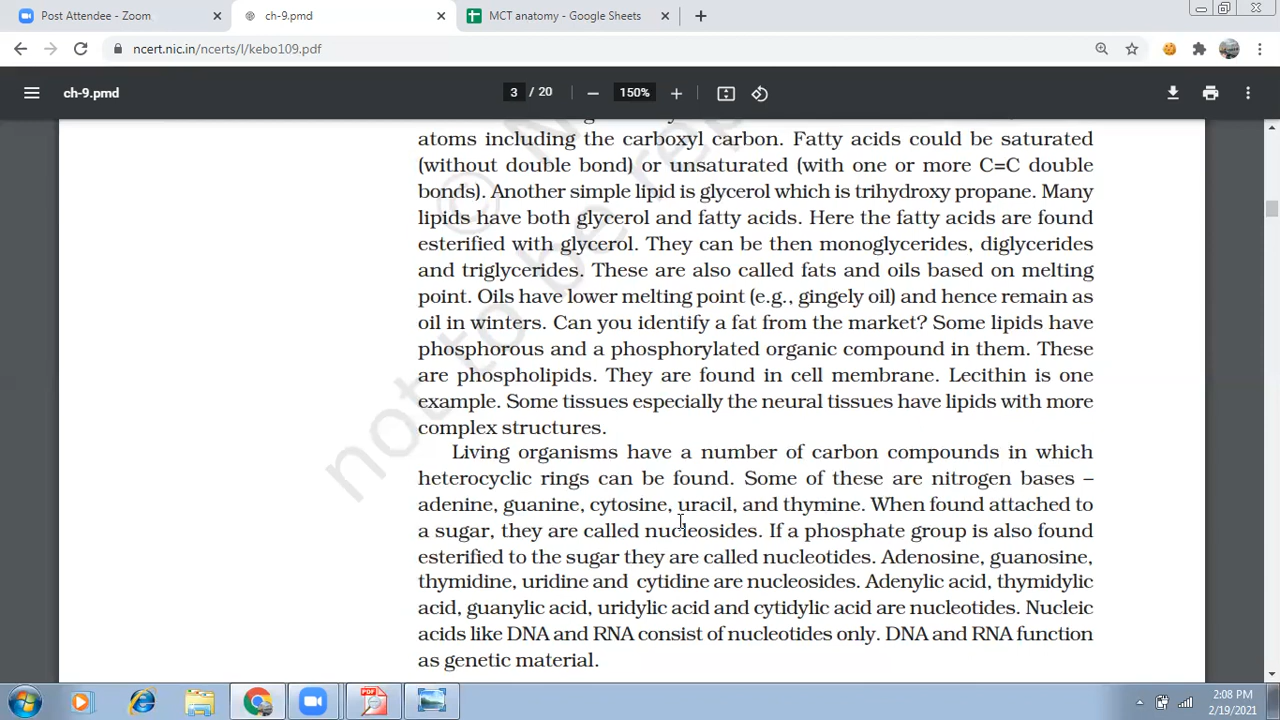 Post Attendee - Zoom
ch-9.pmd
MCT anatomy - Google Sheets
ncert.nic.in/ncerts/l/kebo109.pdf
ch-9.pmd
3 / 20
150%
atoms including the carboxyl carbon. Fatty acids could be saturated
(without double bond) or unsaturated (with one or more C=C double
bonds). Another simple lipid is glycerol which is trihydroxy propane. Many
lipids have both glycerol and fatty acids. Here the fatty acids are found
esterified with glycerol. They can be then monoglycerides, diglycerides
and triglycerides. These are also called fats and oils based on melting
point. Oils have lower melting point (e.g., gingely oil) and hence remain as
oil in winters. Can you identify a fat from the market? Some lipids have
phosphorous and a phosphorylated organic compound in them. These
are phospholipids. They are found in cell membrane. Lecithin is one
example. Some tissues especially the neural tissues have lipids with more
complex structures.
Living organisms have a number of carbon compounds in which
heterocyclic rings can be found. Some of these are nitrogen bases –
adenine, guanine, cytosine, uracil, and thymine. When found attached to
a sugar, they are called nucleosides. If a phosphate group is also found
esterified to the sugar they are called nucleotides. Adenosine, guanosine,
thymidine, uridine and cytidine are nucleosides. Adenylic acid, thymidylic
acid, guanylic acid, uridylic acid and cytidylic acid are nucleotides. Nucleic
acids like DNA and RNA consist of nucleotides only. DNA and RNA function
as genetic material.
not to be rep
©
2:08 PM
2/19/2021